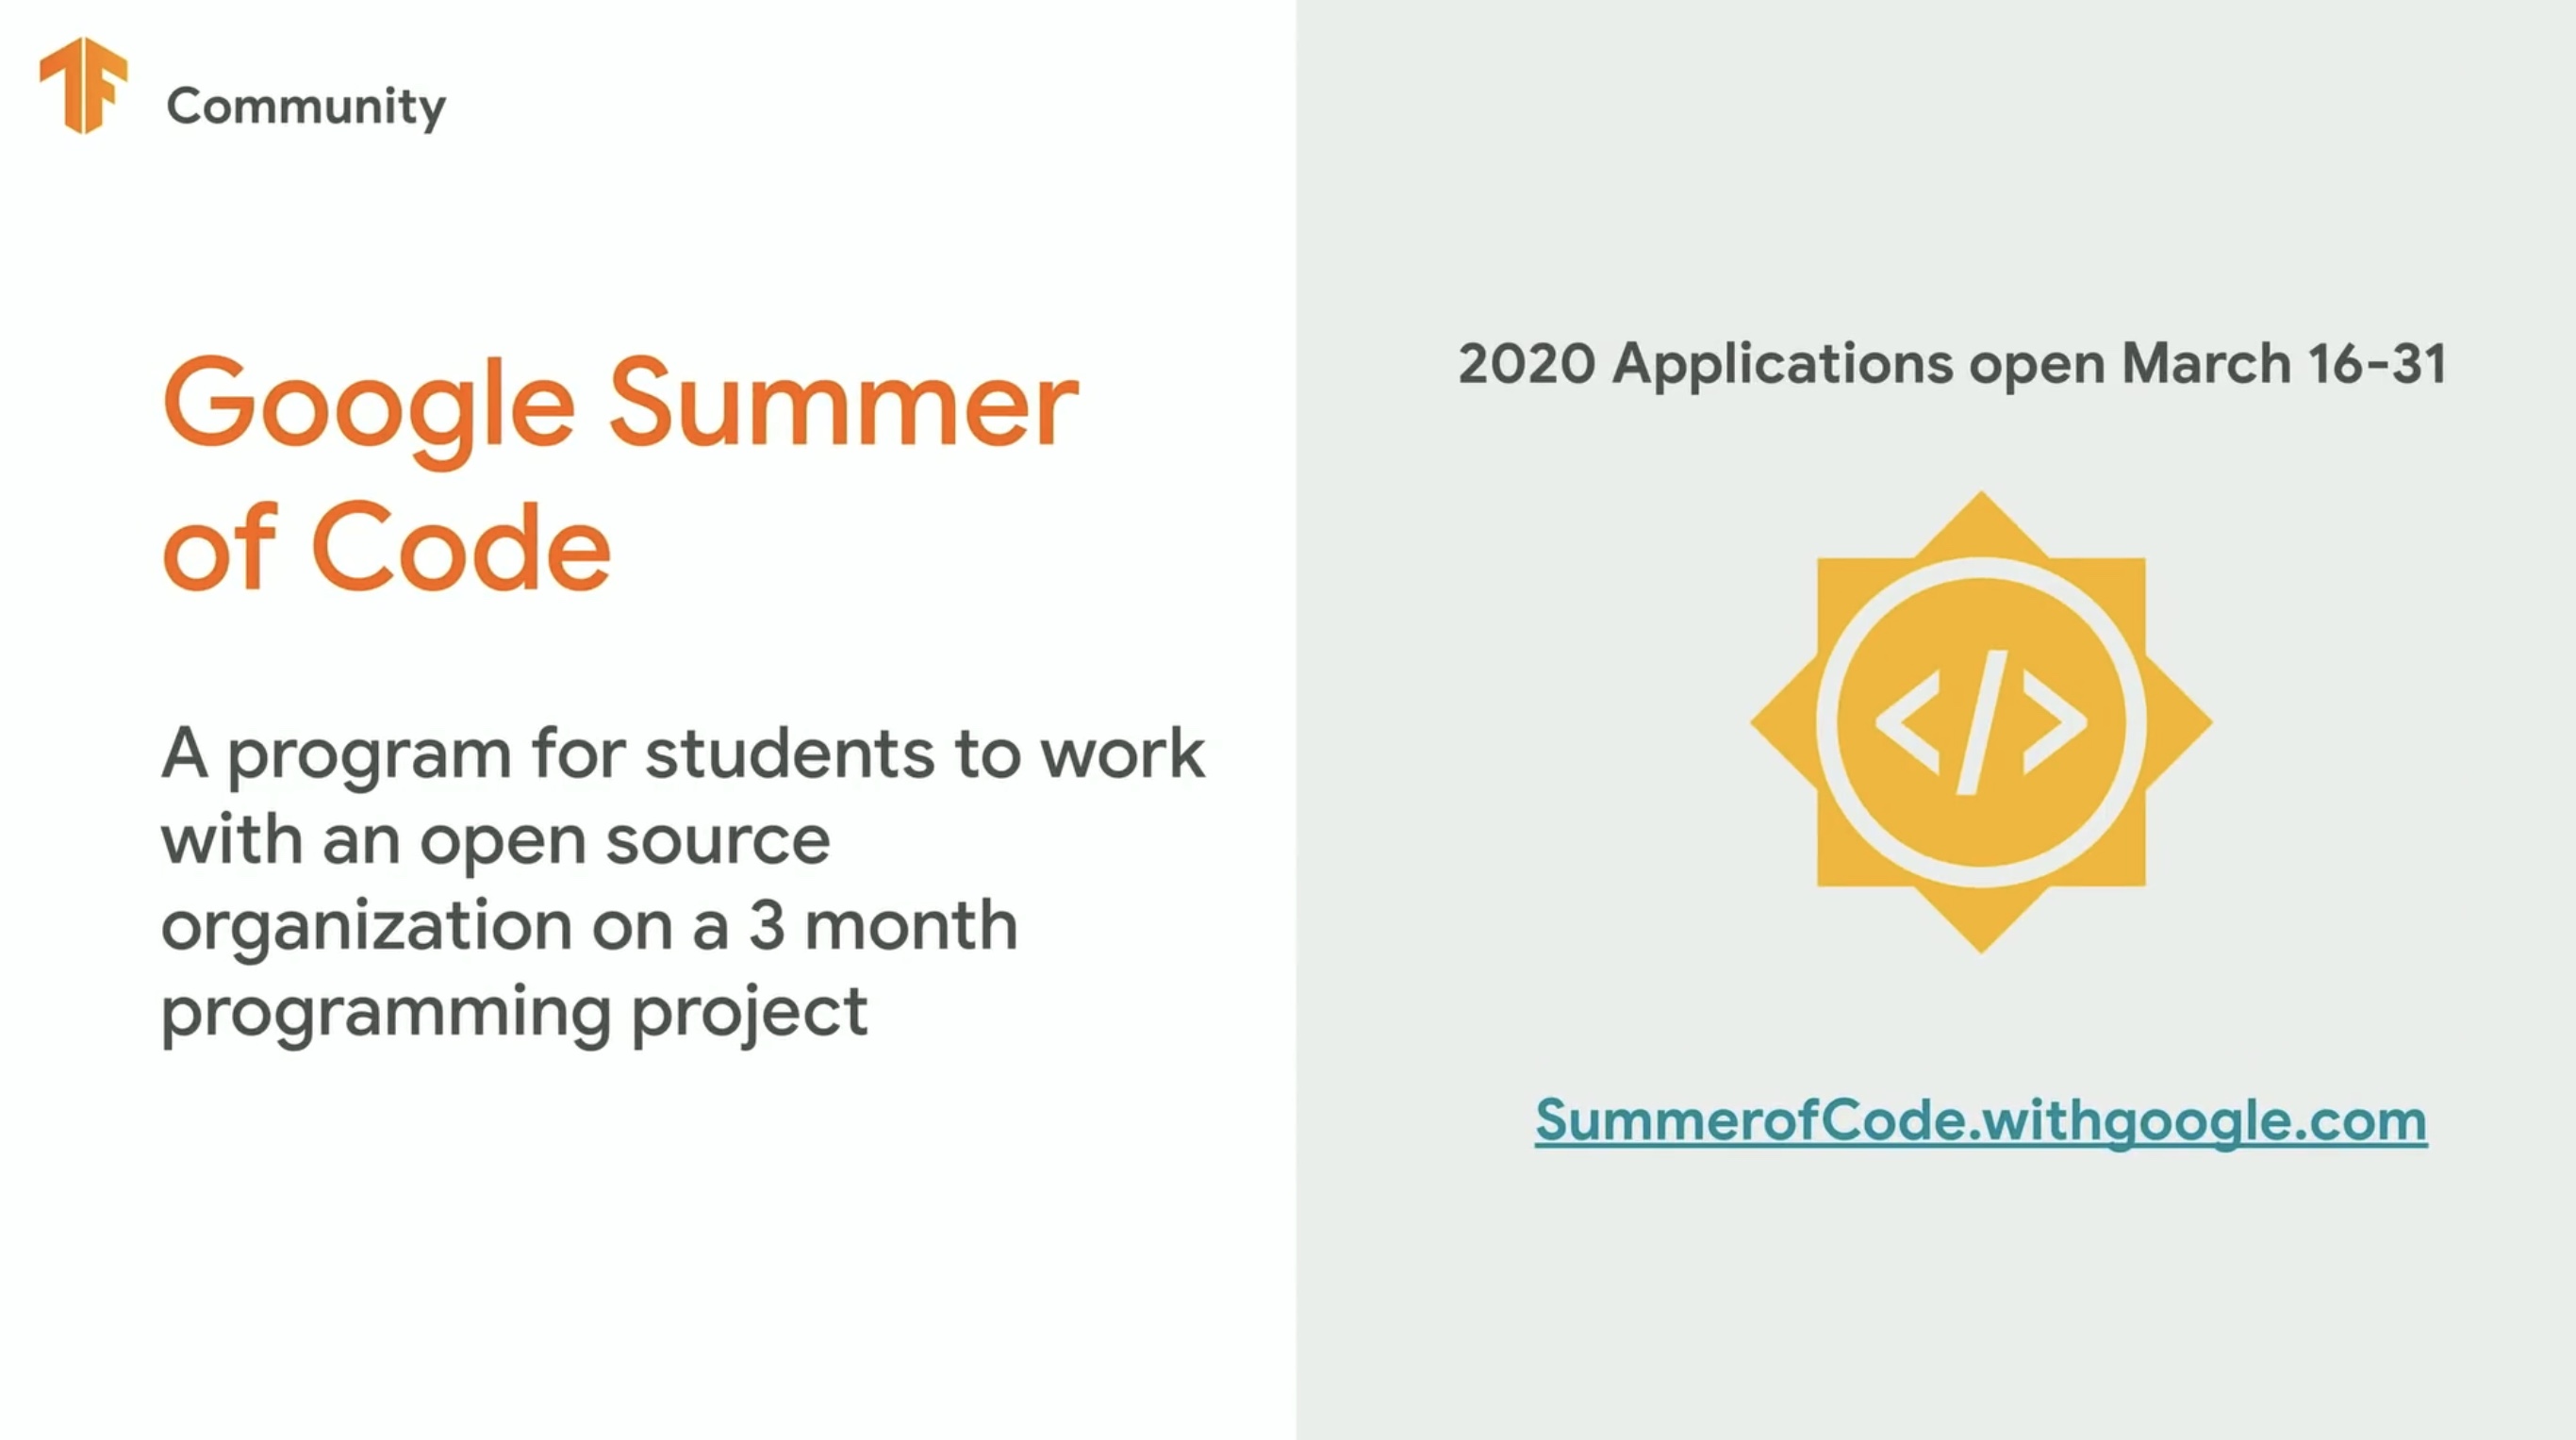 Community
Google Summer
of Code
A program for students to work
with an open source
organization on a 3 month
programming project
2020 Applications open March 16-31
</>
SummerofCode.withgoogle.com